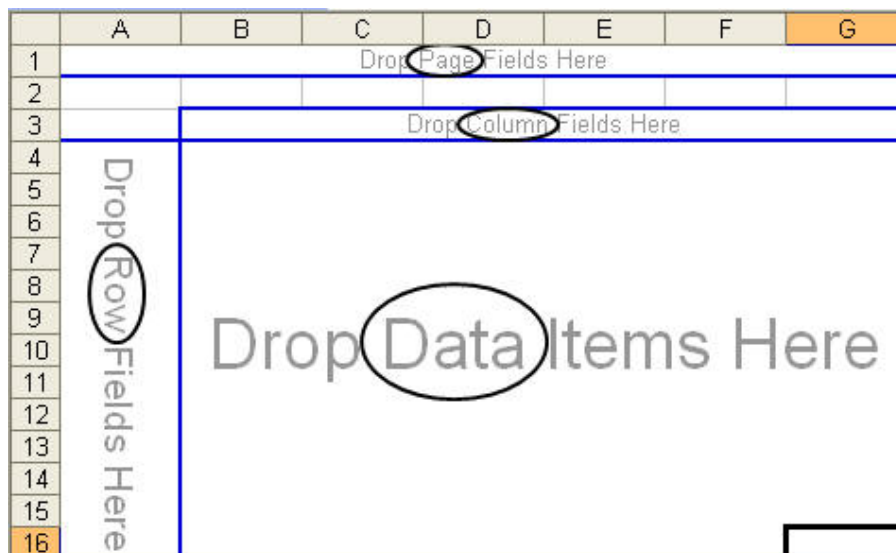 A B C D E F G
1 Drop Page Fields Here
2
3 Drop Column Fields Here
4
5
6
7
8
9
10
11
12
13
14
15
16
Drop Row Fields Here
Drop Data Items Here